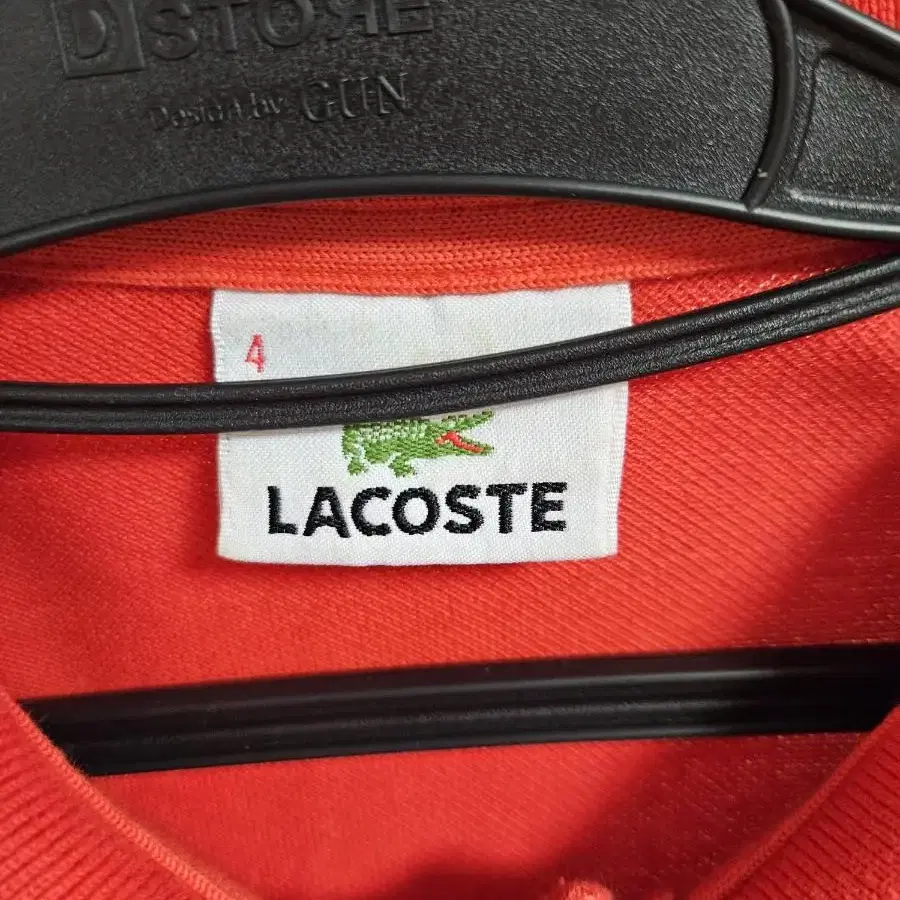 D STORE
Design by GUN
4
LACOSTE